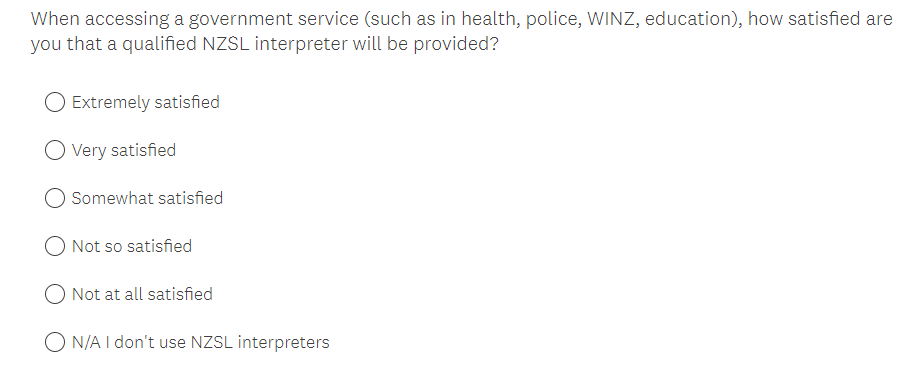 When accessing a government service (such as in health, police, WINZ, education), how satisfied are
you that a qualified NZSL interpreter will be provided?
Extremely satisfied
Very satisfied
Somewhat satisfied
Not so satisfied
Not at all satisfied
N/A I don't use NZSL interpreters